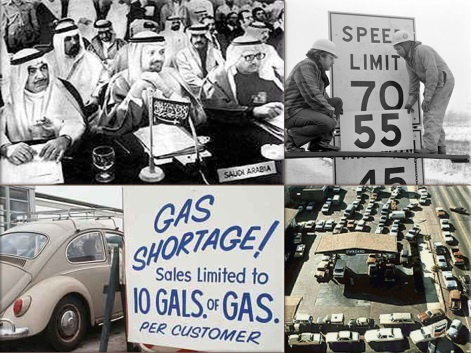 SAUDI ARABIA
SPEED
LIMIT
70
55
45
GAS
SHORTAGE!
Sales Limited to
10 GALS. OF GAS.
PER CUSTOMER